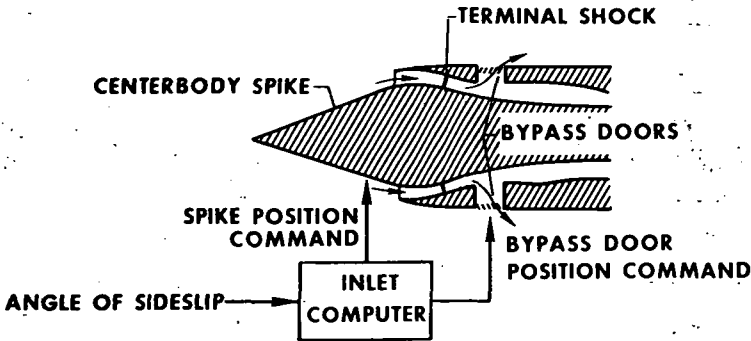 TERMINAL SHOCK
CENTERBODY SPIKE
BYPASS DOORS
SPIKE POSITION
COMMAND
BYPASS DOOR
POSITION COMMAND
ANGLE OF SIDESLIP
INLET
COMPUTER